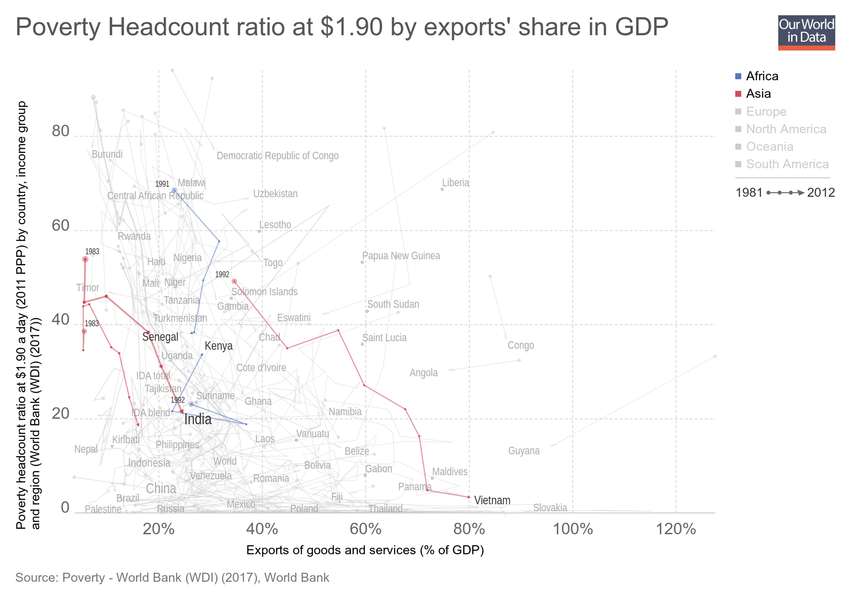 Poverty Headcount ratio at $1.90 by exports' share in GDP
Our World
in Data
Africa
Asia
Europe
North America
Oceania
South America
1981
2012
Poverty headcount ratio at $1.90 a day (2011 PPP) by country, income group
and region (World Bank (WDI) (2017))
80
60
40
20
0
Burundi
Democratic Republic of Congo
1991
Malawi
Liberia
Central African Republic
Uzbekistan
Lesotho
Rwanda
1983
Haiti
Nigeria
Togo
Papua New Guinea
1992
Timor
Mali
Niger
Solomon Islands
Tanzania
Gambia
South Sudan
1983
Turkmenistan
Eswatini
Senegal
Chad
Saint Lucia
Kenya
Congo
Uganda
Cote d'Ivoire
Angola
IDA total
Tajikistan
1992
Suriname
Ghana
IDA blend
India
Namibia
Kiribati
Philippines
Laos
Vanuatu
Nepal
Belize
Guyana
Indonesia
World
Bolivia
Gabon
Venezuela
Romania
Maldives
China
Panama
Brazil
Fiji
Vietnam
Palestine
Russia
Mexico
Poland
Thailand
Slovakia
20%
40%
60%
80%
100%
120%
Exports of goods and services (% of GDP)
Source: Poverty - World Bank (WDI) (2017), World Bank